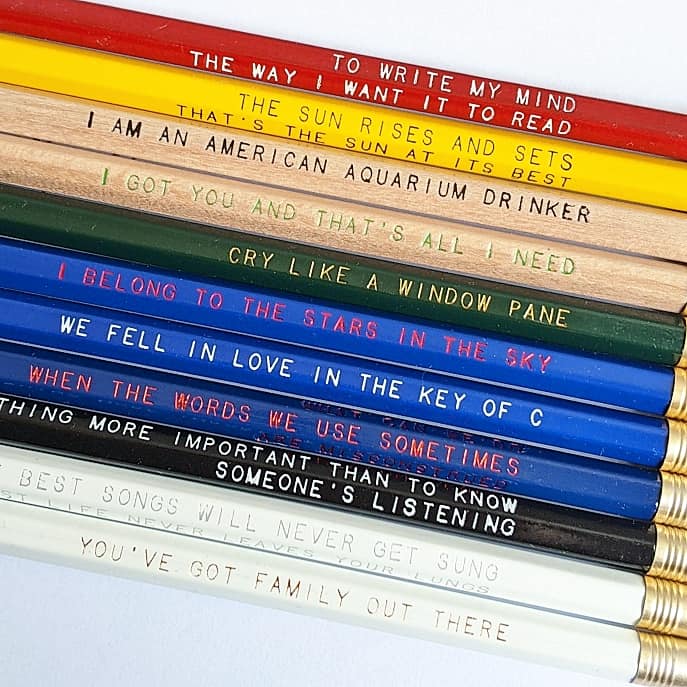 TO WRITE MY MIND
THE WAY I WANT IT TO READ
THE SUN RISES AND SETS
THAT'S THE SUN AT ITS BEST
I AM AN AMERICAN AQUARIUM DRINKER
I GOT YOU AND THAT'S ALL I NEED
CRY LIKE A WINDOW PANE
I BELONG TO THE STARS IN THE SKY
WE FELL IN LOVE IN THE KEY OF C
WHEN THE WORDS WE USE SOMETIMES
ARE MISCONSTRUED
THING MORE IMPORTANT THAN TO KNOW
SOMEONE'S LISTENING
BEST SONGS WILL NEVER GET SUNG
LIFE NEVER LEAVES YOUR LUNGS
YOU'VE GOT FAMILY OUT THERE